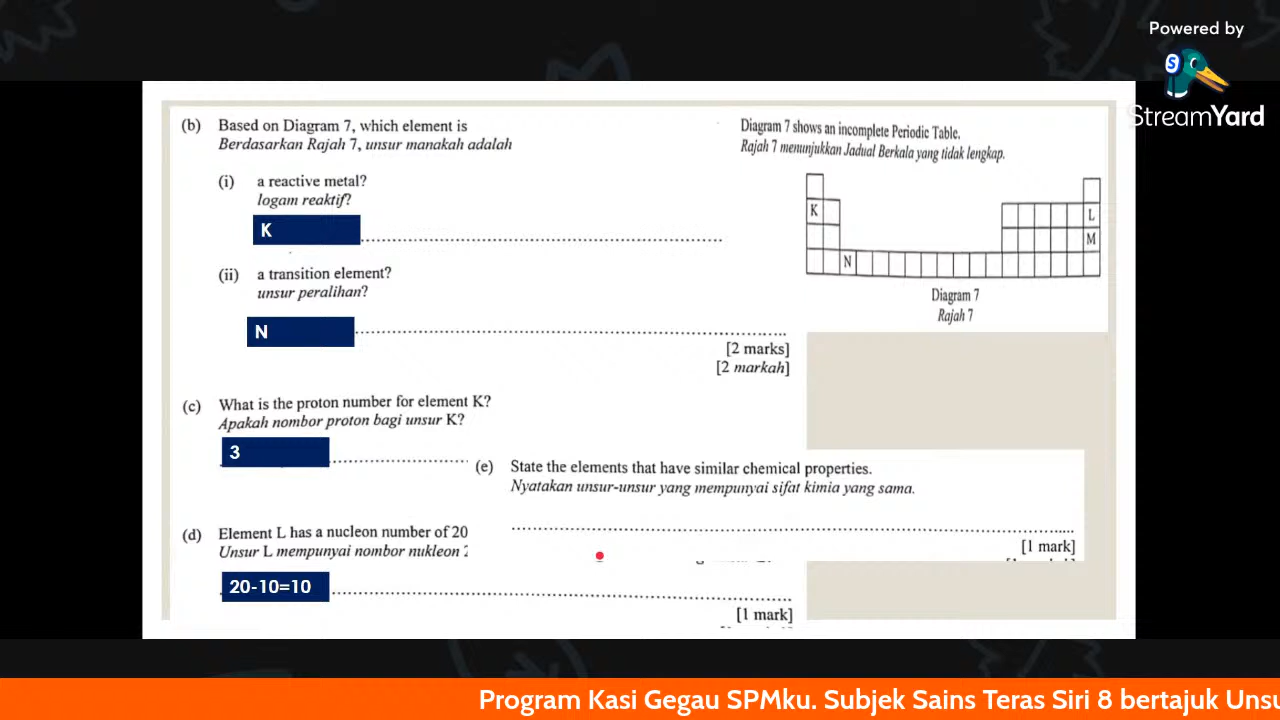 Powered by
S
StreamYard
(b) Based on Diagram 7, which element is
Berdasarkan Rajah 7, unsur manakah adalah
(i) a reactive metal?
logam reaktif?
K
(ii) a transition element?
unsur peralihan?
N
[2 marks]
[2 markah]
Diagram 7 shows an incomplete Periodic Table.
Rajah 7 menunjukkan Jadual Berkala yang tidak lengkap.
K
L
M
N
Diagram 7
Rajah 7
(c) What is the proton number for element K?
Apakah nombor proton bagi unsur K?
3
(e) State the elements that have similar chemical properties.
Nyatakan unsur-unsur yang mempunyai sifat kimia yang sama.
[1 mark]
(d) Element L has a nucleon number of 20
Unsur L mempunyai nombor nukleon
20-10=10
[1 mark]
Program Kasi Gegau SPMku. Subjek Sains Teras Siri 8 bertajuk Unsu